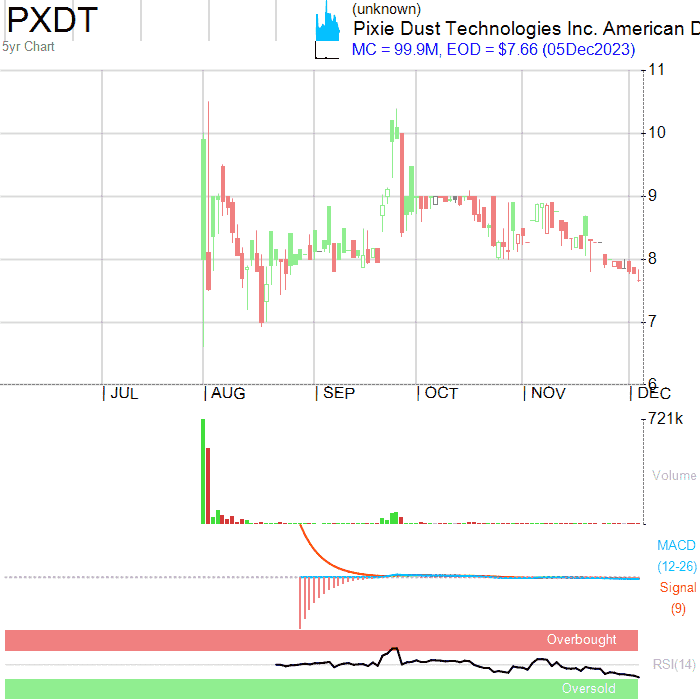 PXDT
(unknown)
Pixie Dust Technologies Inc. American D
5yr Chart
MC = 99.9M, EOD = $7.66 (05Dec2023)
11
10
9
8
7
6
JUL AUG SEP OCT NOV DEC
721k
Volume
MACD
(12-26)
Signal
(9)
Overbought
RSI(14)
Oversold